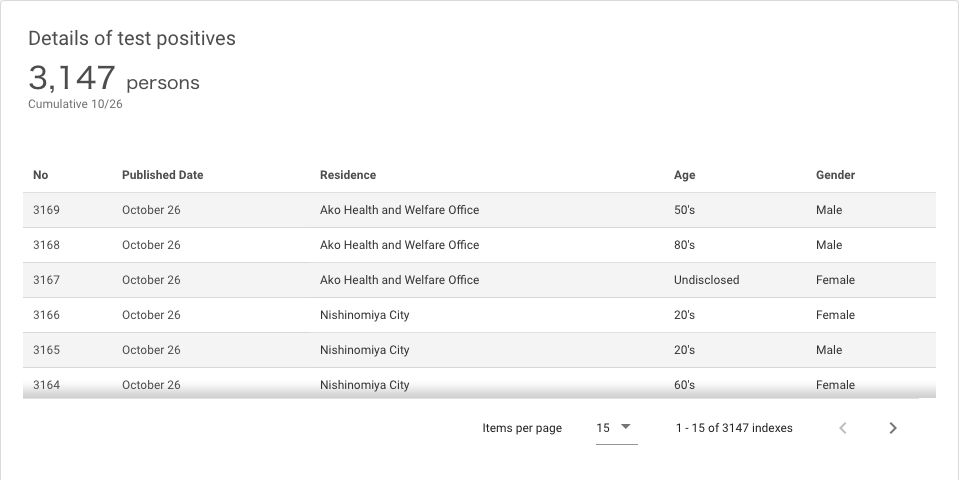 Details of test positives
3,147 persons
Cumulative 10/26
No Published Date Residence Age Gender
3169 October 26 Ako Health and Welfare Office 50's Male
3168 October 26 Ako Health and Welfare Office 80's Male
3167 October 26 Ako Health and Welfare Office Undisclosed Female
3166 October 26 Nishinomiya City 20's Female
3165 October 26 Nishinomiya City 20's Male
3164 October 26 Nishinomiya City 60's Female
Items per page 15 1 - 15 of 3147 indexes